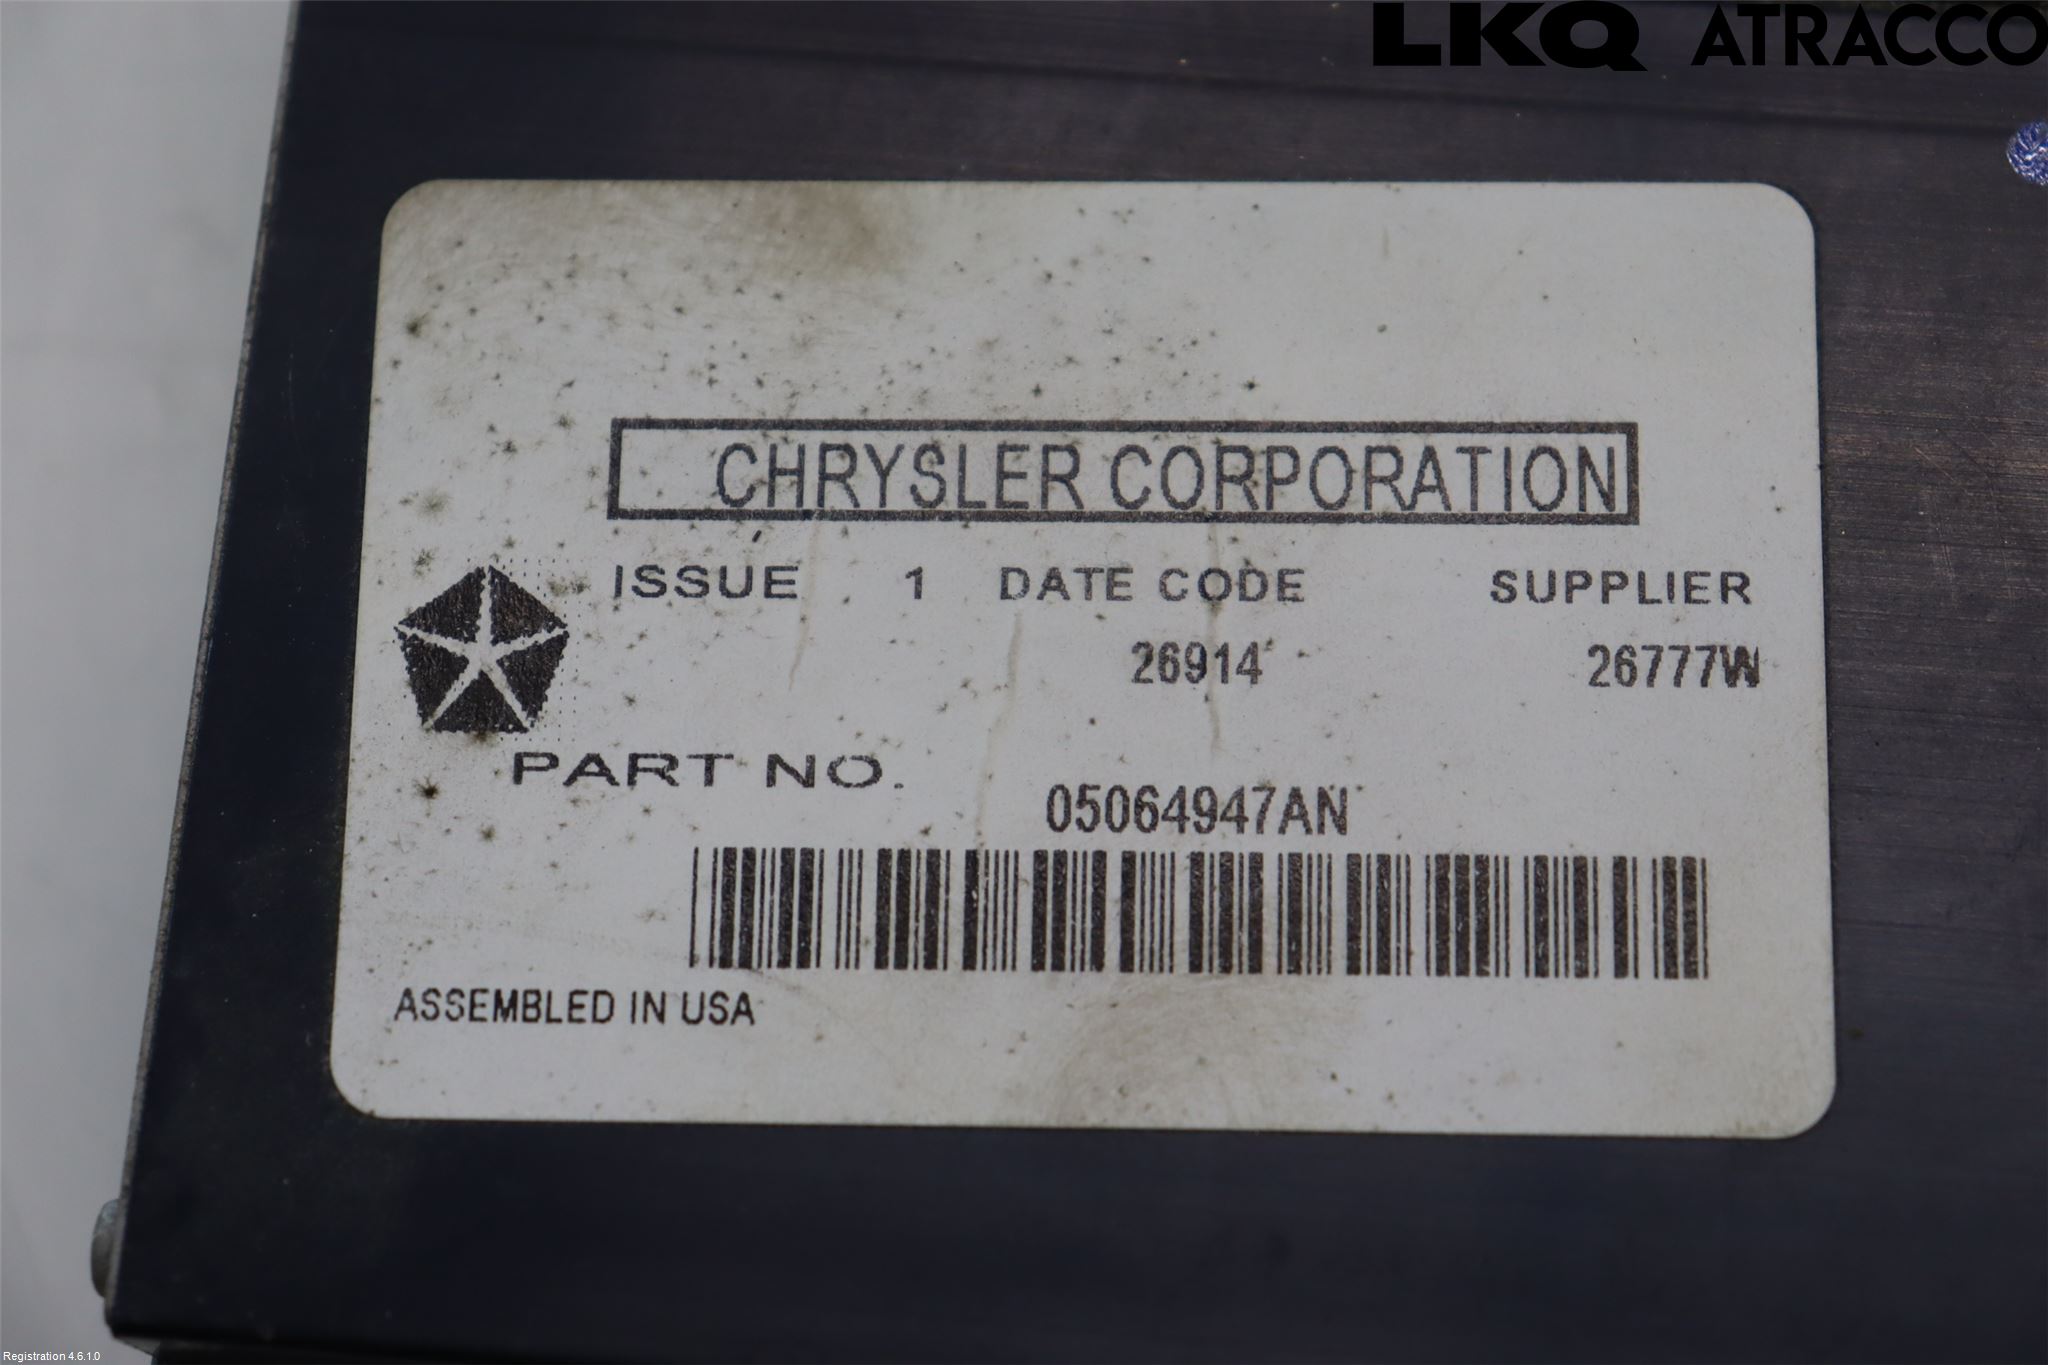 LKQ ATRACCO
CHRYSLER CORPORATION
ISSUE 1 DATE CODE SUPPLIER
26914 26777W
PART NO. 05064947AN
ASSEMBLED IN USA
Registration 4.6.1.0